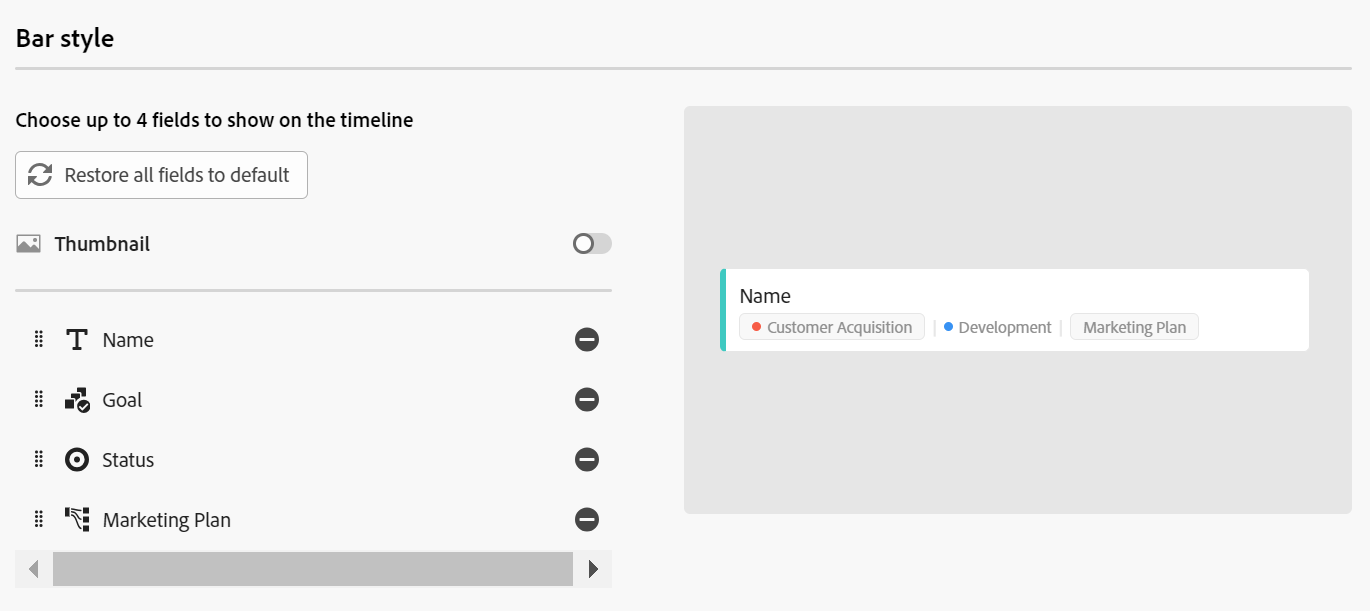 Bar style
Choose up to 4 fields to show on the timeline
Restore all fields to default
Thumbnail
Name
Goal
Status
Marketing Plan
Name
Customer Acquisition | Development | Marketing Plan